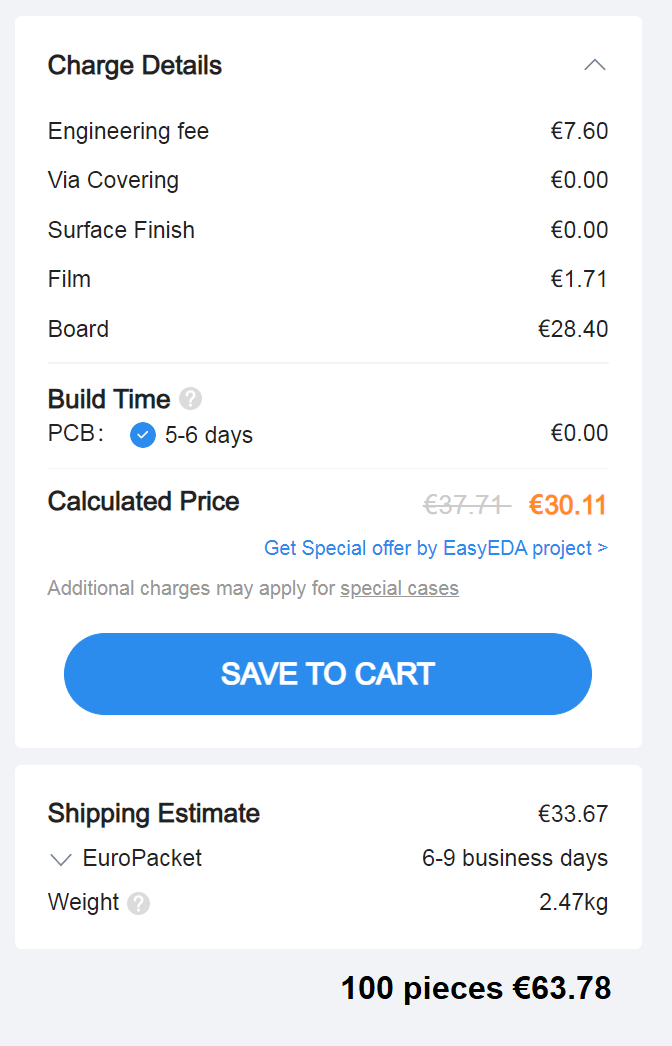 Charge Details
Engineering fee €7.60
Via Covering €0.00
Surface Finish €0.00
Film €1.71
Board €28.40
Build Time ?
PCB: 5-6 days €0.00
Calculated Price €37.71 €30.11
Get Special offer by EasyEDA project >
Additional charges may apply for special cases
SAVE TO CART
Shipping Estimate €33.67
EuroPacket 6-9 business days
Weight ? 2.47kg
100 pieces €63.78